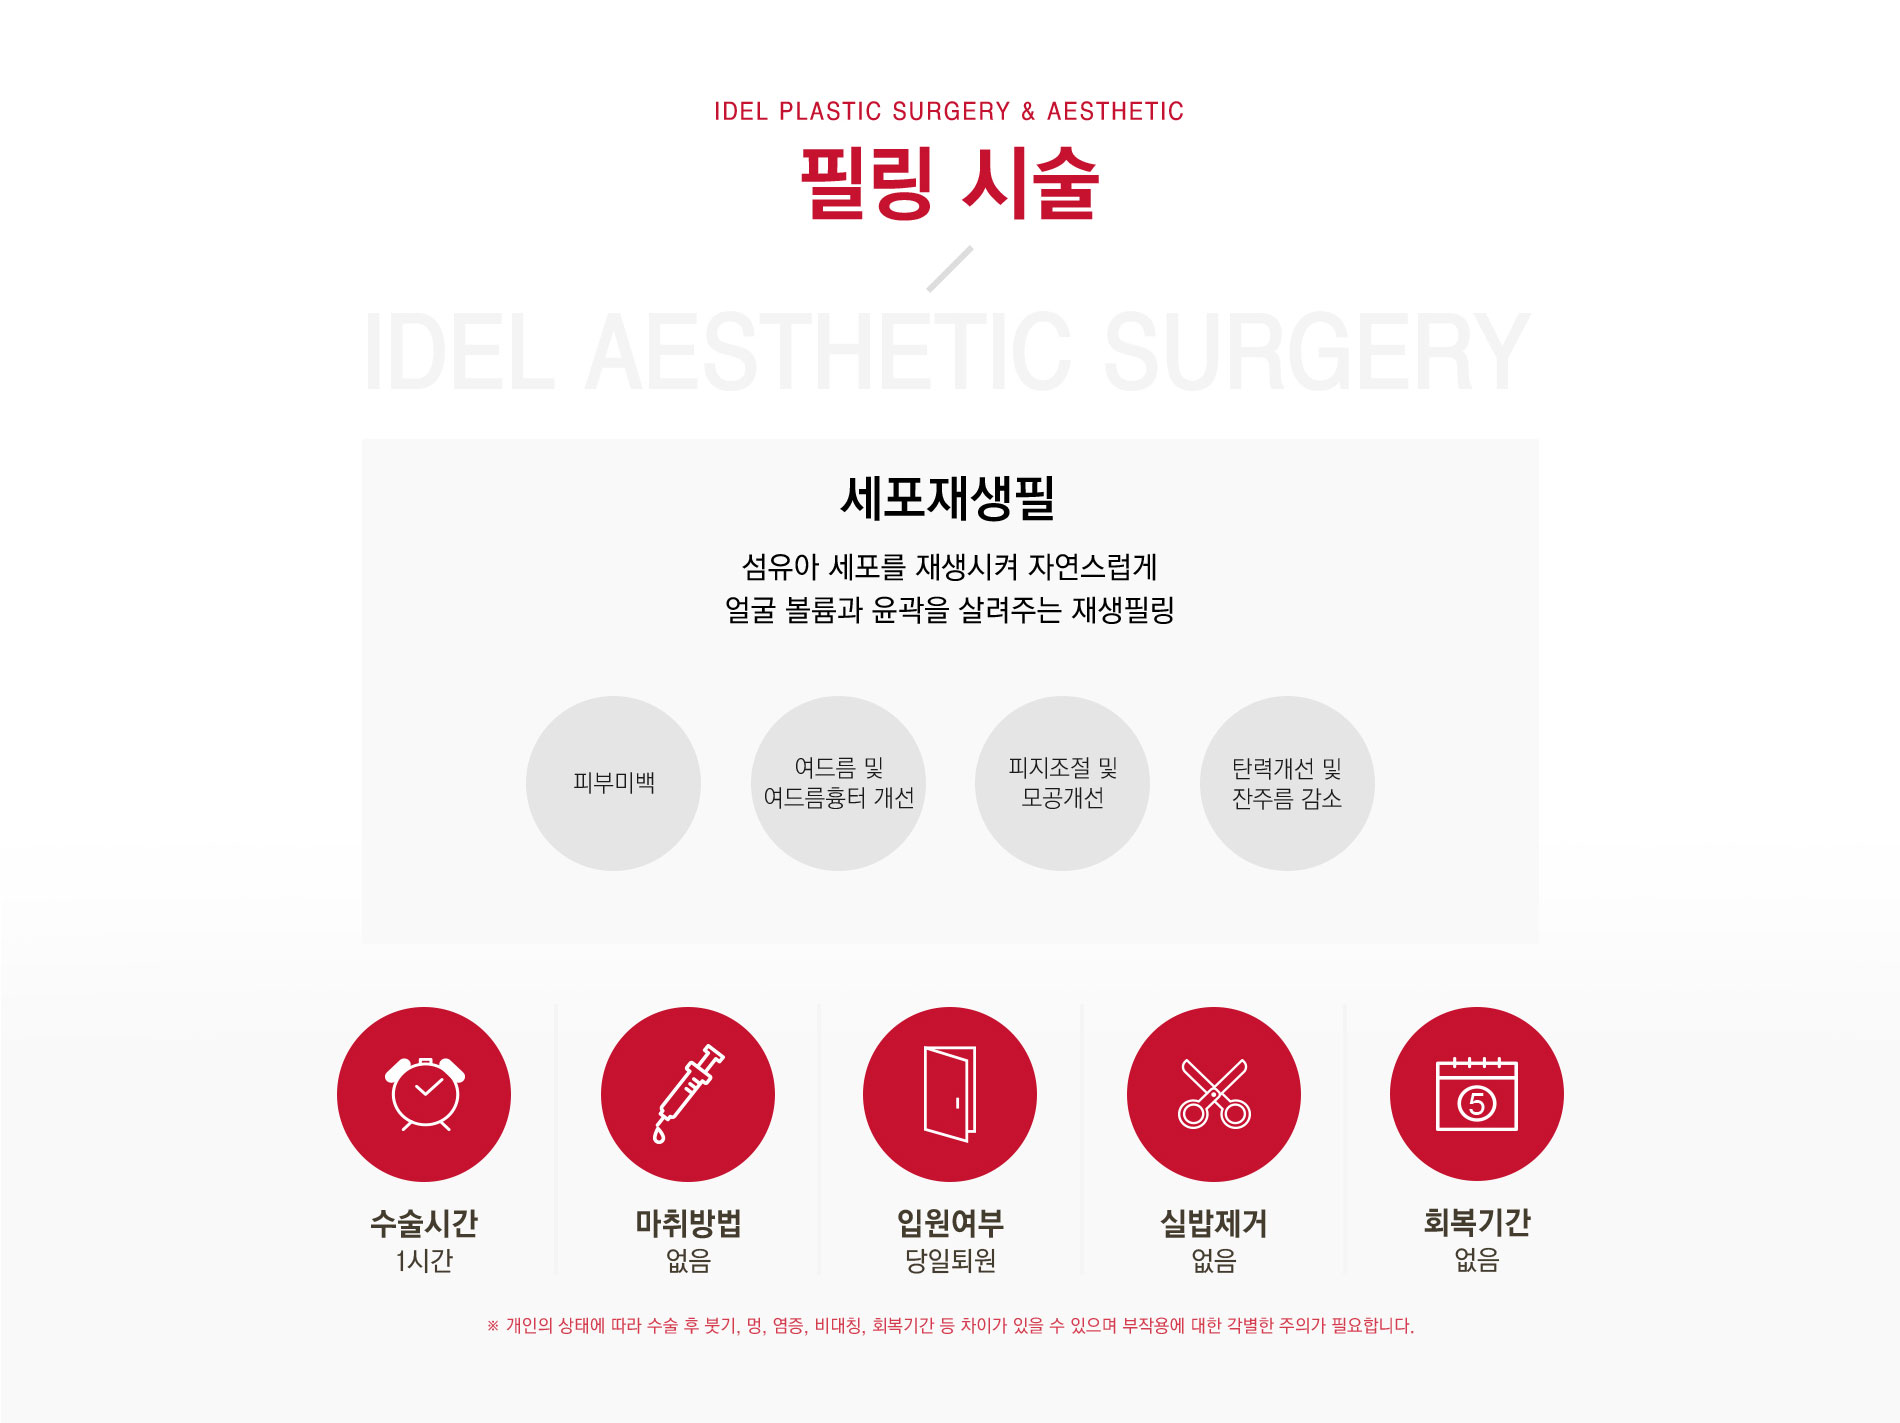 IDEL PLASTIC SURGERY & AESTHETIC
필링 시술
IDEL AESTHETIC SURGERY
세포재생필
섬유아 세포를 재생시켜 자연스럽게
얼굴 볼륨과 윤곽을 살려주는 재생필링
피부미백
여드름 및
여드름흉터 개선
피지조절 및
모공개선
탄력개선 및
잔주름 감소
5
수술시간
1시간
마취방법
없음
입원여부
당일퇴원
실밥제거
없음
회복기간
없음
※ 개인의 상태에 따라 수술 후 붓기, 멍, 염증, 비대칭, 회복기간 등 차이가 있을 수 있으며 부작용에 대한 각별한 주의가 필요합니다.